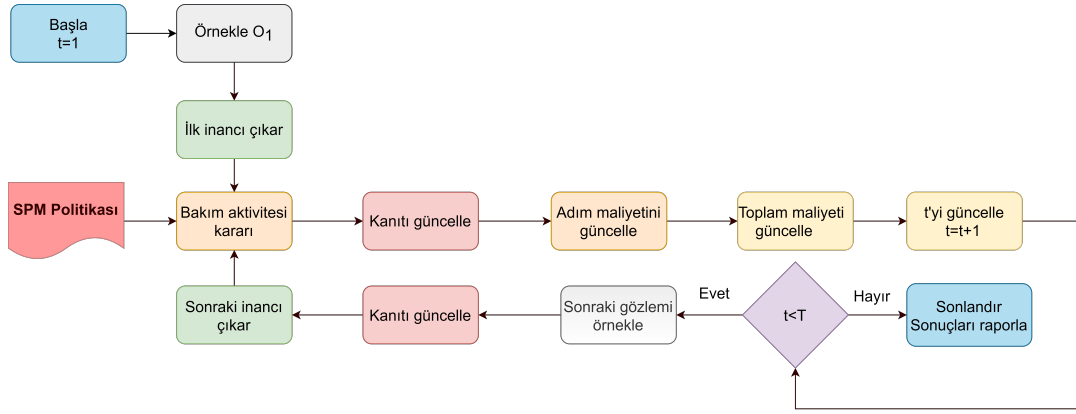 Başla
t=1
Örnekle O1
İlk inancı çıkar
SPM Politikası
Bakım aktivitesi
kararı
Kanıtı güncelle
Adım maliyetini
güncelle
Toplam maliyeti
güncelle
t'yi güncelle
t=t+1
Sonraki inancı
çıkar
Kanıtı güncelle
Sonraki gözlemi
örnekle
Evet
t<T
Hayır
Sonlandır
Sonuçları raporla